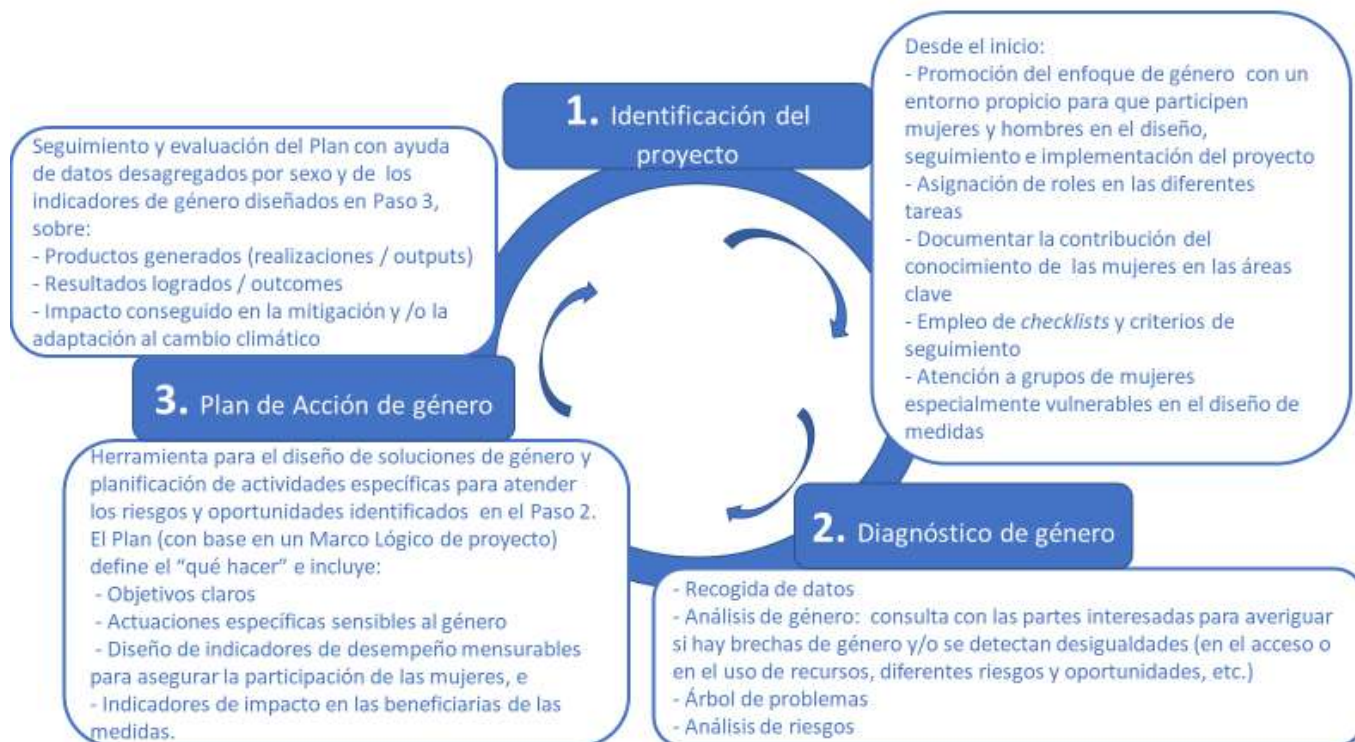 1. Identificación del
proyecto
Desde el inicio:
- Promoción del enfoque de género con un
entorno propicio para que participen
mujeres y hombres en el diseño,
seguimiento e implementación del proyecto
- Asignación de roles en las diferentes
tareas
- Documentar la contribución del
conocimiento de las mujeres en las áreas
clave
- Empleo de checklists y criterios de
seguimiento
- Atención a grupos de mujeres
especialmente vulnerables en el diseño de
medidas
2. Diagnóstico de género
- Recogida de datos
- Análisis de género: consulta con las partes interesadas para averiguar
si hay brechas de género y/o se detectan desigualdades (en el acceso o
en el uso de recursos, diferentes riesgos y oportunidades, etc.)
- Árbol de problemas
- Análisis de riesgos
3. Plan de Acción de género
Herramienta para el diseño de soluciones de género y
planificación de actividades específicas para atender
los riesgos y oportunidades identificados en el Paso 2.
El Plan (con base en un Marco Lógico de proyecto)
define el "qué hacer" e incluye:
- Objetivos claros
- Actuaciones específicas sensibles al género
- Diseño de indicadores de desempeño mensurables
para asegurar la participación de las mujeres, e
- Indicadores de impacto en las beneficiarias de las
medidas.
Seguimiento y evaluación del Plan con ayuda
de datos desagregados por sexo y de los
indicadores de género diseñados en Paso 3,
sobre:
- Productos generados (realizaciones / outputs)
- Resultados logrados / outcomes
- Impacto conseguido en la mitigación y /o la
adaptación al cambio climático